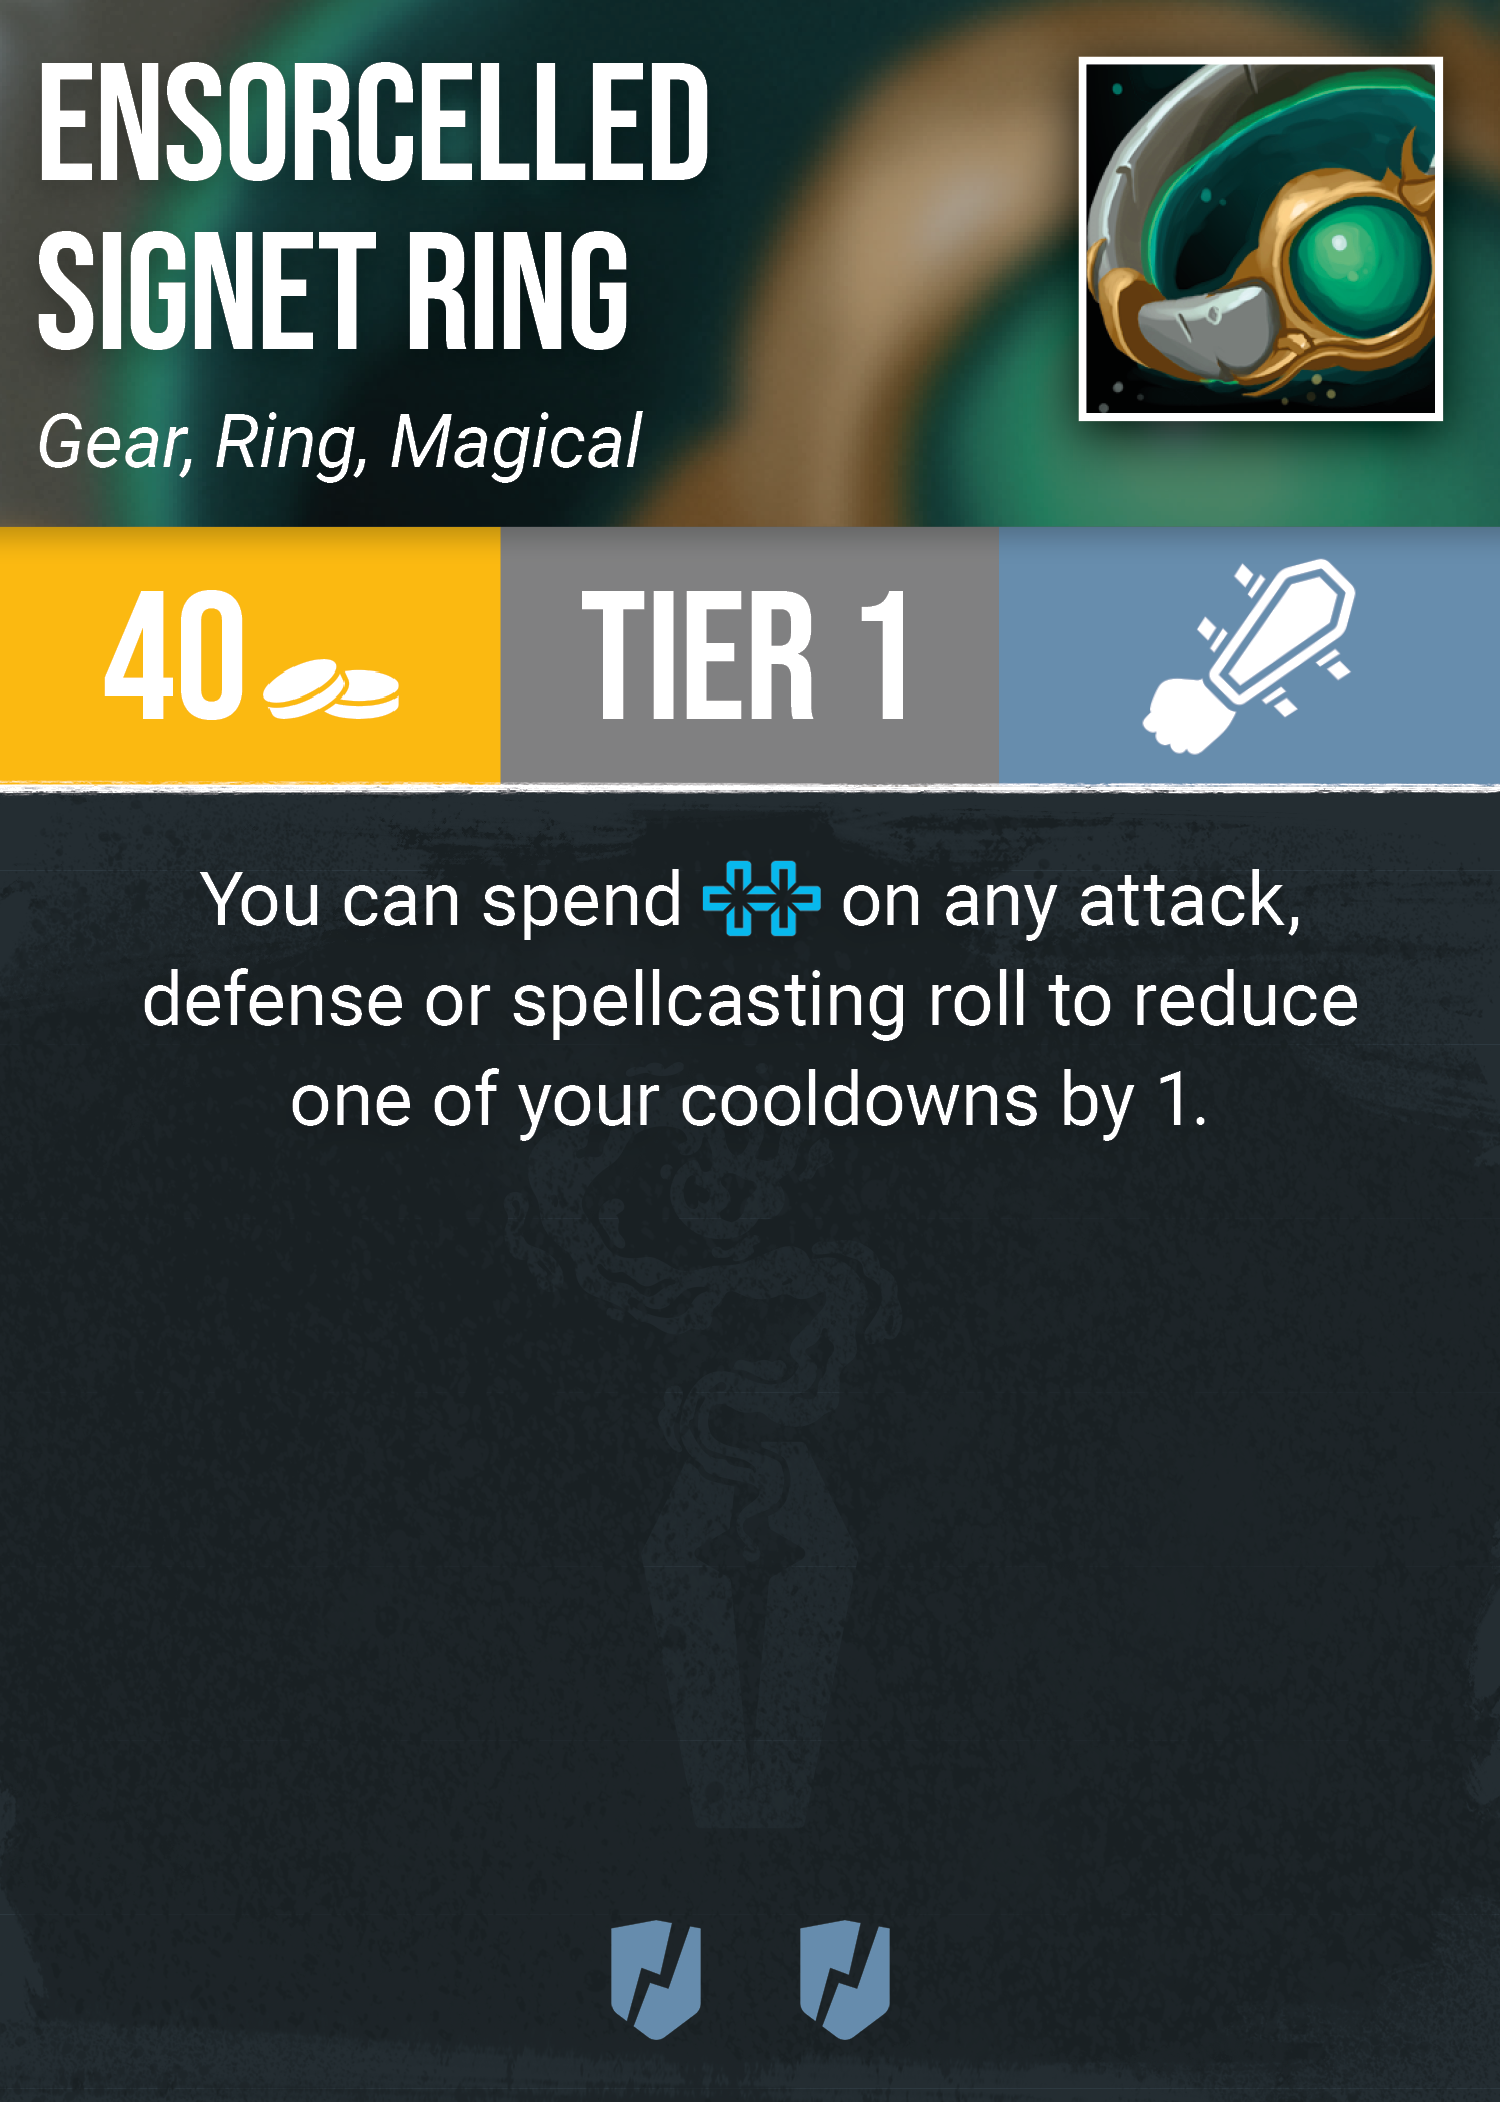 ENSORCELLED
SIGNET RING
Gear, Ring, Magical
40
TIER 1
You can spend on any attack,
defense or spellcasting roll to reduce
one of your cooldowns by 1.